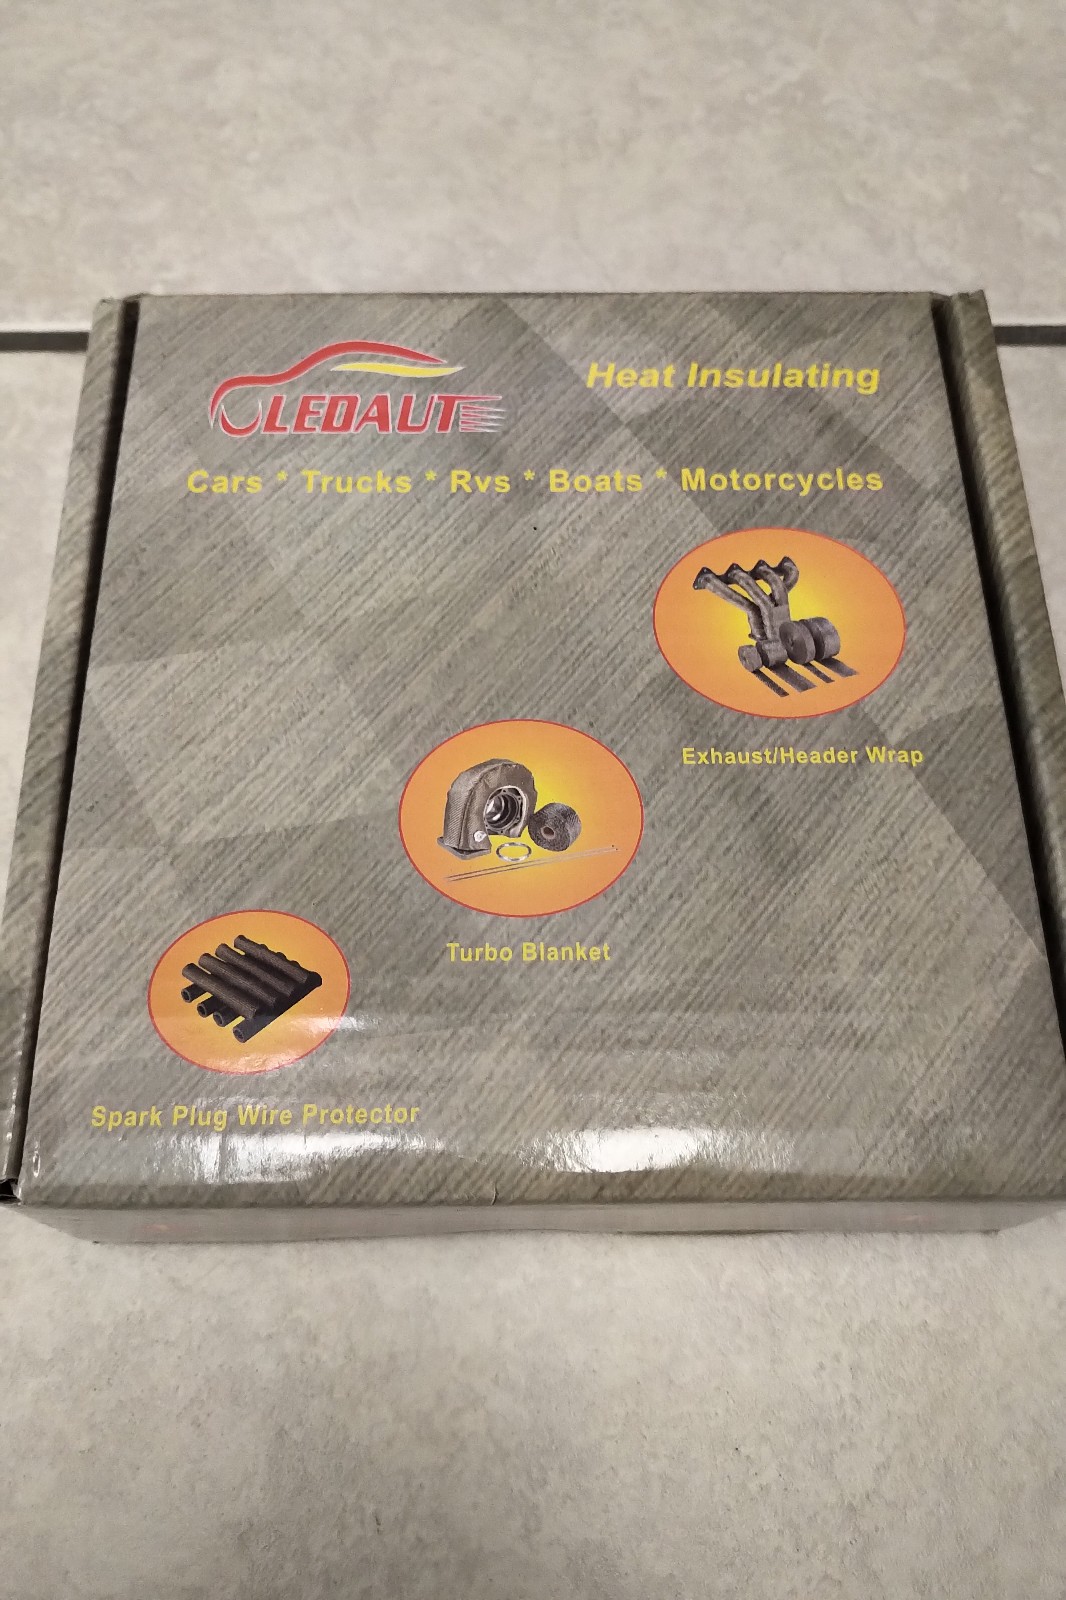 LEDAUT
Heat Insulating
Cars * Trucks * Rvs * Boats * Motorcycles
Exhaust/Header Wrap
Turbo Blanket
Spark Plug Wire Protector